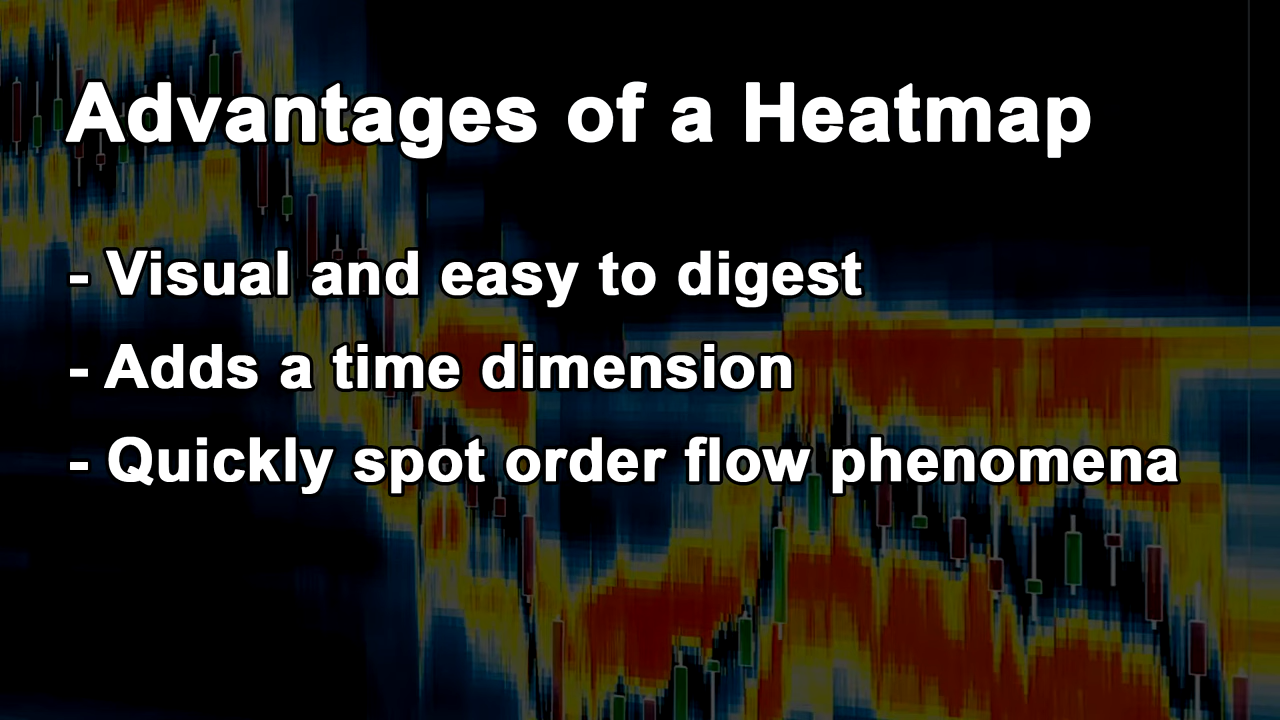 Advantages of a Heatmap
- Visual and easy to digest
- Adds a time dimension
- Quickly spot order flow phenomena